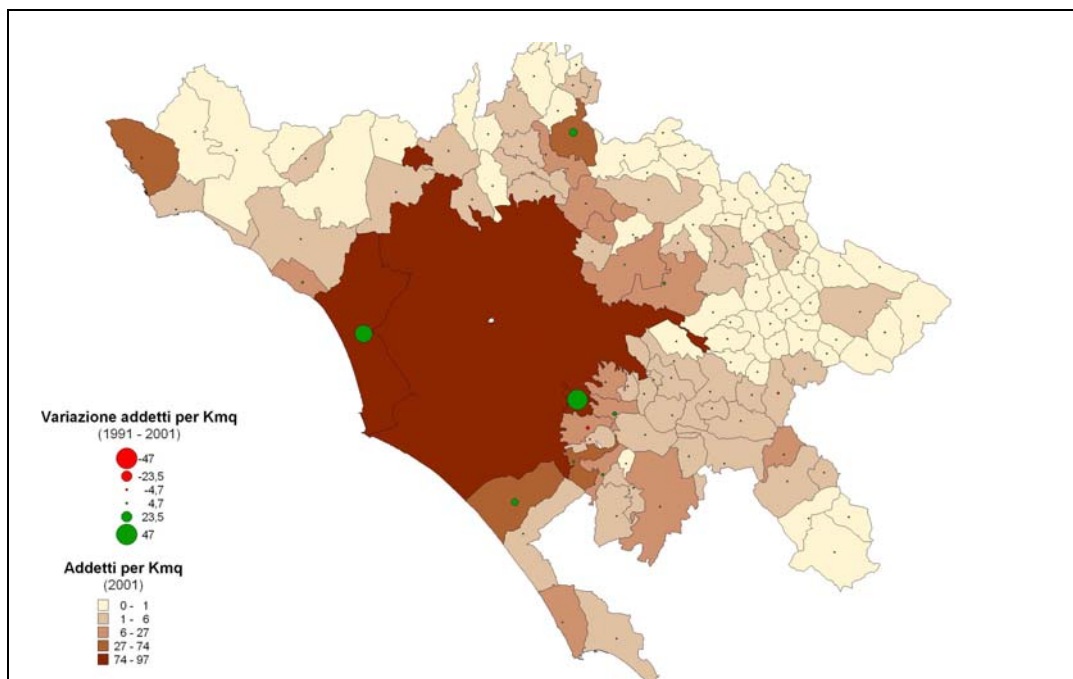 Variazione addetti per Kmq
(1991 - 2001)
-47
-23,5
-4,7
4,7
23,5
47
Addetti per Kmq
(2001)
0 - 1
1 - 6
6 - 27
27 - 74
74 - 97